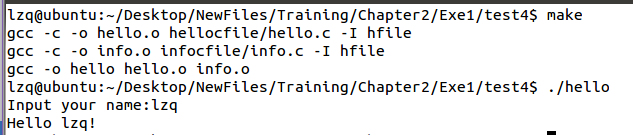 lzq@ubuntu:~/Desktop/NewFiles/Training/Chapter2/Exe1/test4$ make
gcc -c -o hello.o hellocfile/hello.c -I hfile
gcc -c -o info.o infocfile/info.c -I hfile
gcc -o hello hello.o info.o
lzq@ubuntu:~/Desktop/NewFiles/Training/Chapter2/Exe1/test4$ ./hello
Input your name:lzq
Hello lzq!